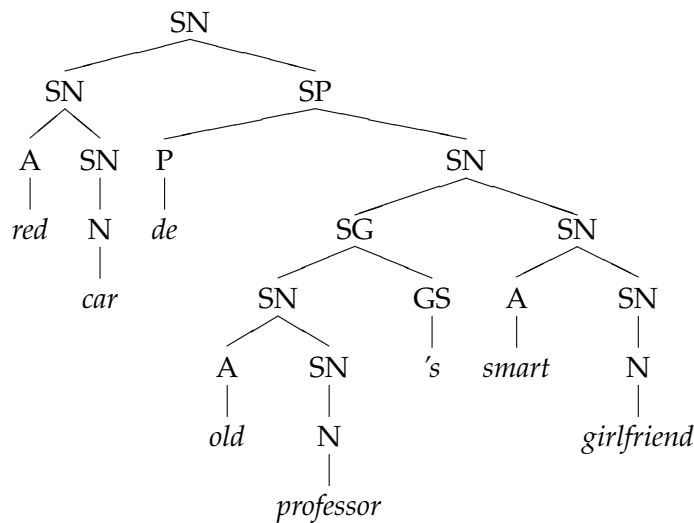 SN
SN SP
A SN P SN
red N de SG SN
car SN GS A SN
A SN 's smart N
old N girlfriend
professor